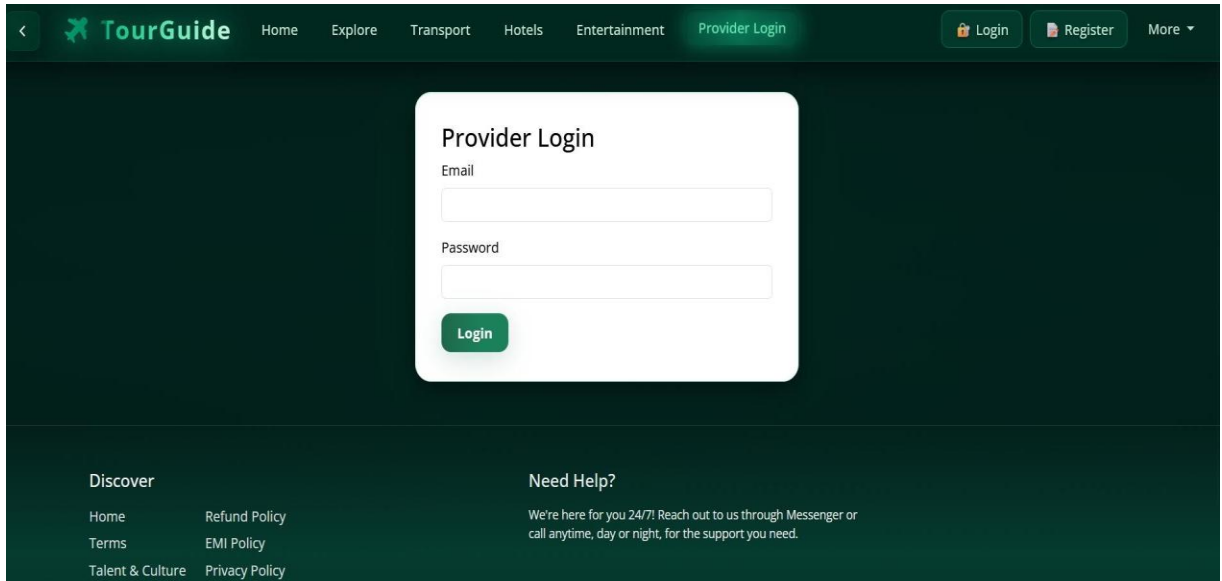 TourGuide Home Explore Transport Hotels Entertainment Provider Login Login Register More
Provider Login
Email
Password
Login
Discover
Home Refund Policy
Terms EMI Policy
Talent & Culture Privacy Policy
Need Help?
We're here for you 24/7! Reach out to us through Messenger or
call anytime, day or night, for the support you need.